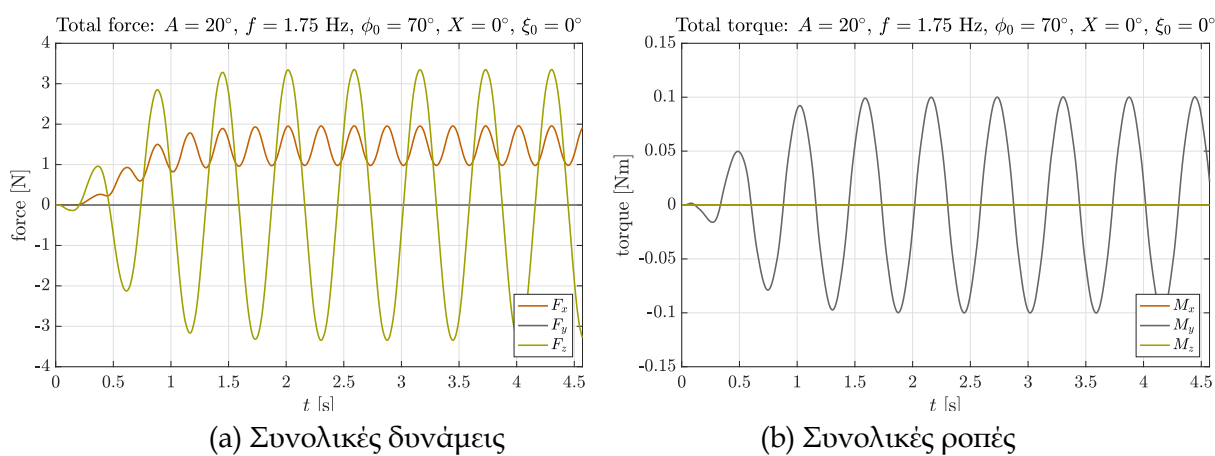 Total force: A = 20°, f = 1.75 Hz, ϕ₀ = 70°, X = 0°, ξ₀ = 0°
4
3
2
1
0
-1
-2
-3
-4
force [N]
0 0.5 1 1.5 2 2.5 3 3.5 4 4.5
t [s]
F_x
F_y
F_z
(a) Συνολικές δυνάμεις
Total torque: A = 20°, f = 1.75 Hz, ϕ₀ = 70°, X = 0°, ξ₀ = 0°
0.15
0.1
0.05
0
-0.05
-0.1
-0.15
torque [Nm]
0 0.5 1 1.5 2 2.5 3 3.5 4 4.5
t [s]
M_x
M_y
M_z
(b) Συνολικές ροπές